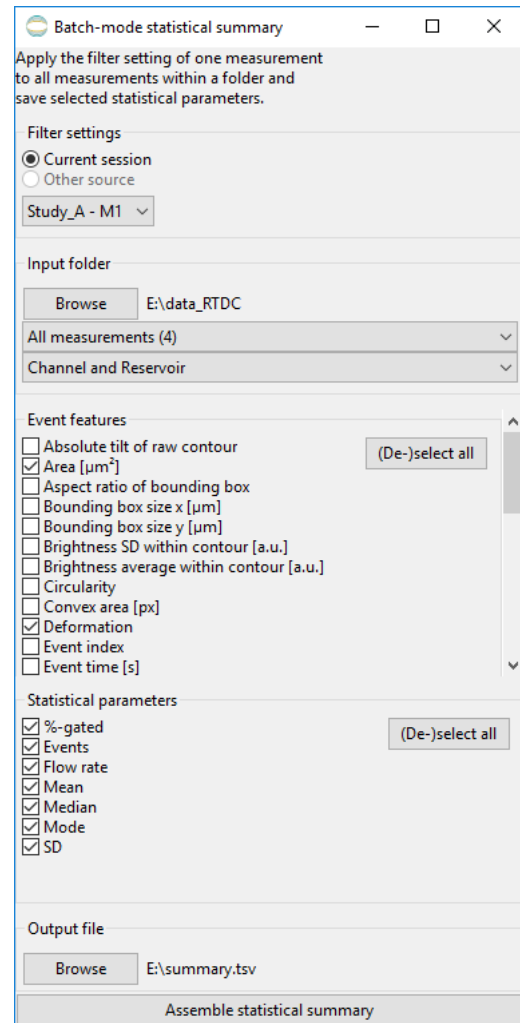 Batch-mode statistical summary
Apply the filter setting of one measurement
to all measurements within a folder and
save selected statistical parameters.
Filter settings
Current session
Other source
Study_A - M1
Input folder
Browse E:\data_RTDC
All measurements (4)
Channel and Reservoir
Event features
(De-)select all
Absolute tilt of raw contour
Area [µm²]
Aspect ratio of bounding box
Bounding box size x [µm]
Bounding box size y [µm]
Brightness SD within contour [a.u.]
Brightness average within contour [a.u.]
Circularity
Convex area [px]
Deformation
Event index
Event time [s]
Statistical parameters
(De-)select all
%-gated
Events
Flow rate
Mean
Median
Mode
SD
Output file
Browse E:\summary.tsv
Assemble statistical summary